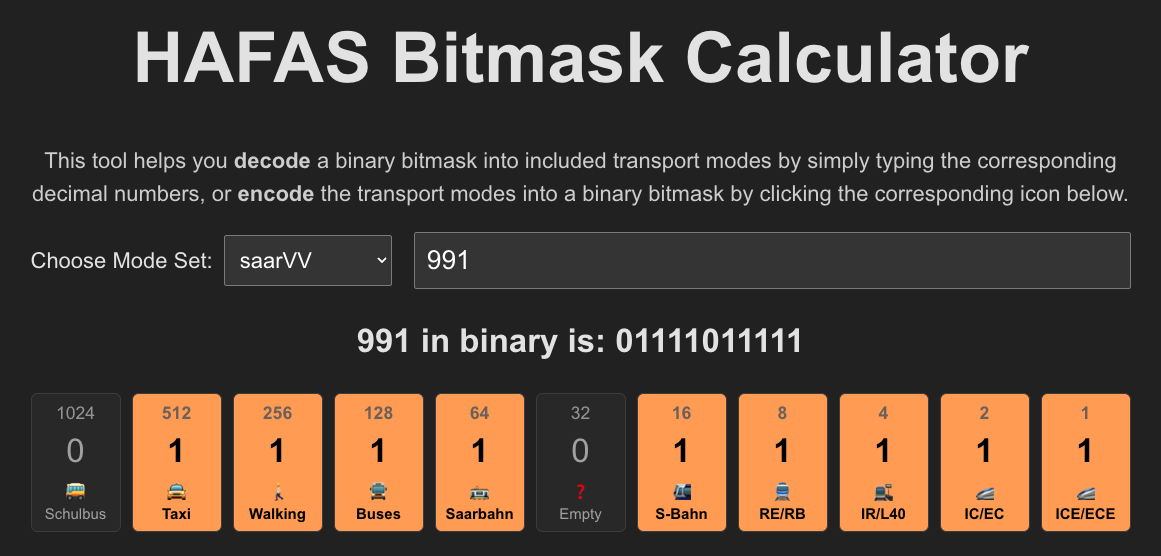 HAFAS Bitmask Calculator
This tool helps you decode a binary bitmask into included transport modes by simply typing the corresponding
decimal numbers, or encode the transport modes into a binary bitmask by clicking the corresponding icon below.
Choose Mode Set: saarVV 991
991 in binary is: 01111011111
1024 512 256 128 64 32 16 8 4 2 1
0 1 1 1 1 0 1 1 1 1 1
❓
Schulbus Taxi Walking Buses Saarbahn Empty S-Bahn RE/RB IR/L40 IC/EC ICE/ECE